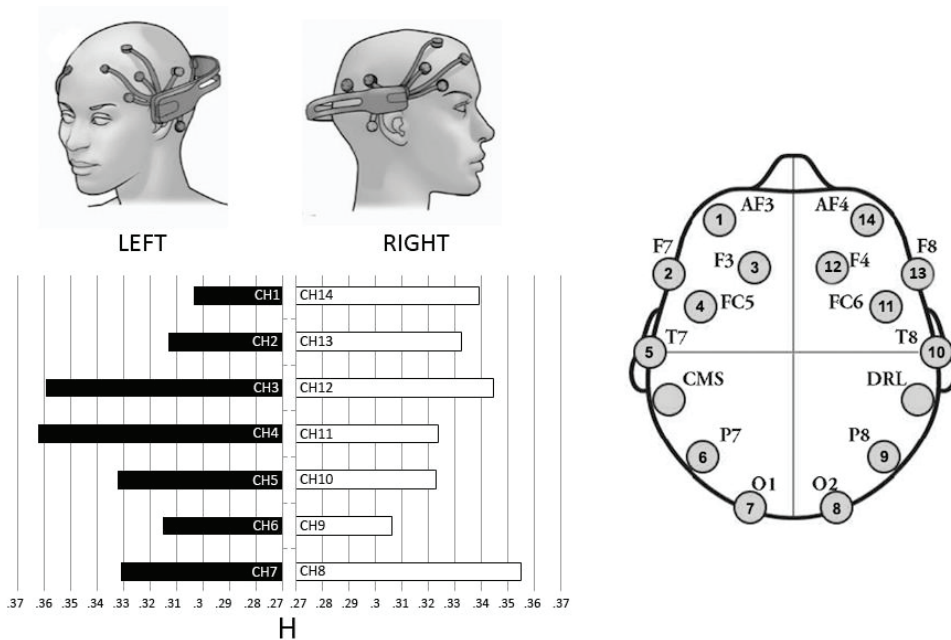 LEFT
RIGHT
CH1 CH14
CH2 CH13
CH3 CH12
CH4 CH11
CH5 CH10
CH6 CH9
CH7 CH8
.37 .36 .35 .34 .33 .32 .31 .3 .29 .28 .27 .27 .28 .29 .3 .31 .32 .33 .34 .35 .36 .37
H
AF3 AF4
1 14
F7 F3 F4 F8
2 3 12 13
4 FC5 FC6 11
T7 T8
5 10
CMS DRL
P7 P8
6 9
O1 O2
7 8